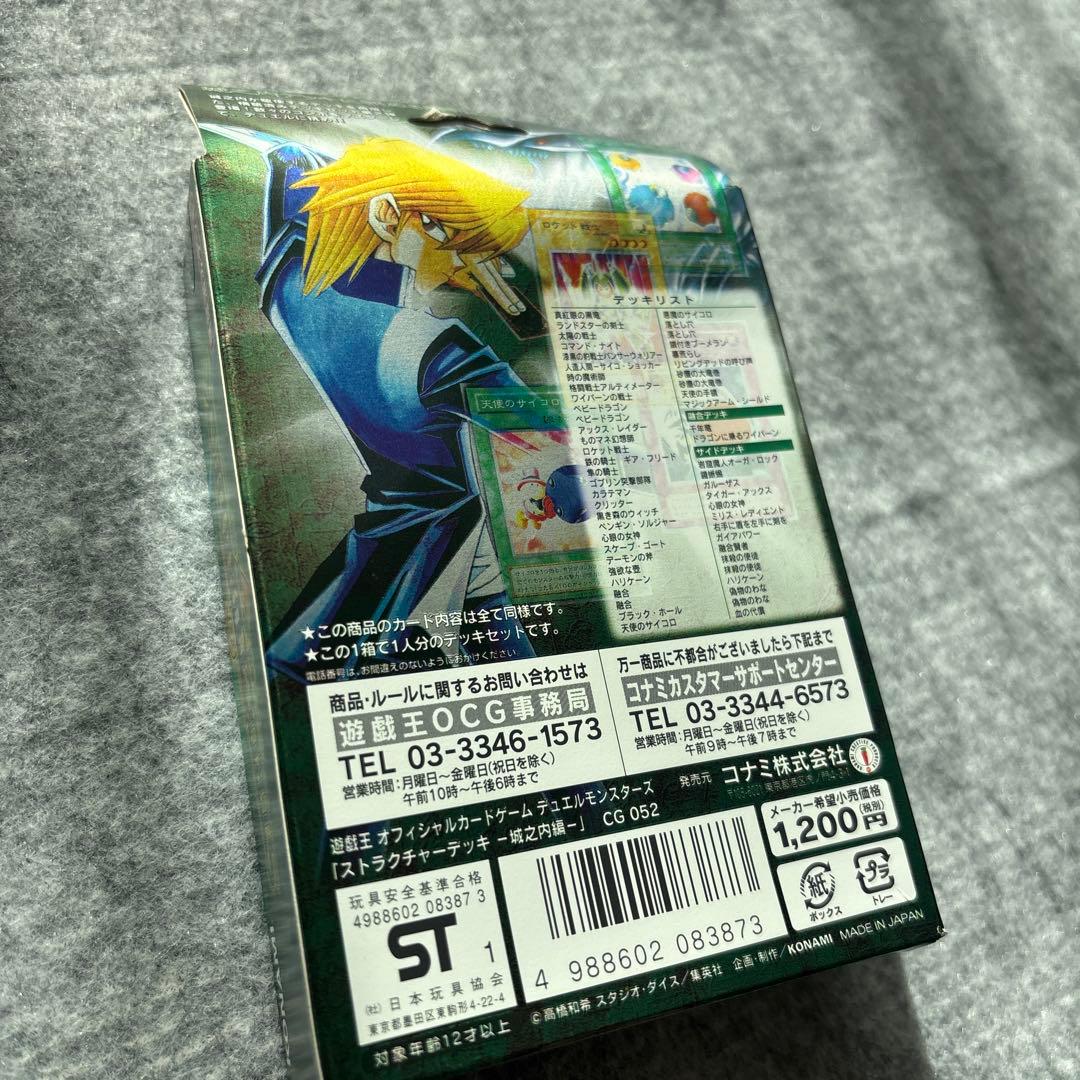 ロケット戦士
デッキリスト
真紅眼の黒竜
ランドスターの剣士
太陽の戦士
コマンド・ナイト
漆黒の豹戦士パンサーウォリアー
人造人間-サイコ・ショッカー
時の魔術師
格闘戦士アルティメーター
ワイバーンの戦士
ベビードラゴン
ベビードラゴン
アックス・レイダー
ものマネ幻想師
ロケット戦士
鉄の騎士 ギア・フリード
隼の騎士
ゴブリン突撃部隊
カラテマン
クリッター
黒き森のウィッチ
ペンギン・ソルジャー
心眼の女神
スケープ・ゴート
デーモンの斧
強欲な壺
ハリケーン
融合
融合
ブラック・ホール
天使のサイコロ
悪魔のサイコロ
落とし穴
落とし穴
鎖付きブーメラン
墓荒らし
リビングデッドの呼び声
砂塵の大竜巻
砂塵の大竜巻
天使の手鏡
マジックアーム・シールド
融合デッキ
千年竜
ドラゴンに乗るワイバーン
サイドデッキ
岩窟魔人オーガ・ロック
鎧蜥蜴
ガルーザス
タイガー・アックス
心眼の女神
ミリス・レディエント
右手に盾を左手に剣を
ガイアパワー
融合賢者
抹殺の使徒
抹殺の使徒
ハリケーン
偽物のわな
偽物のわな
血の代償
天使のサイコロ
★この商品のカード内容は全て同様です。
★この1箱で1人分のデッキセットです。
電話番号は、お間違えのないようにおかけください。
商品・ルールに関するお問い合わせは
遊戯王OCG事務局
TEL 03-3346-1573
営業時間:月曜日~金曜日(祝日を除く)
午前10時~午後6時まで
万一商品に不都合がございましたら下記まで
コナミカスタマーサポートセンター
TEL 03-3344-6573
営業時間:月曜日~金曜日(祝日を除く)
午前9時~午後7時まで
遊戯王 オフィシャルカードゲーム デュエルモンスターズ
「ストラクチャーデッキ -城之内編-」 CG 052
発売元 コナミ株式会社
メーカー希望小売価格
1,200円(税別)
玩具安全基準合格
4988602 08387 3
ST 1
(社)日本玩具協会
東京都墨田区東駒形4-22-4
対象年齢12才以上
4 988602 083873
紙
ボックス
プラ
トレー
©高橋和希 スタジオ・ダイス/集英社 企画・制作/KONAMI MADE IN JAPAN